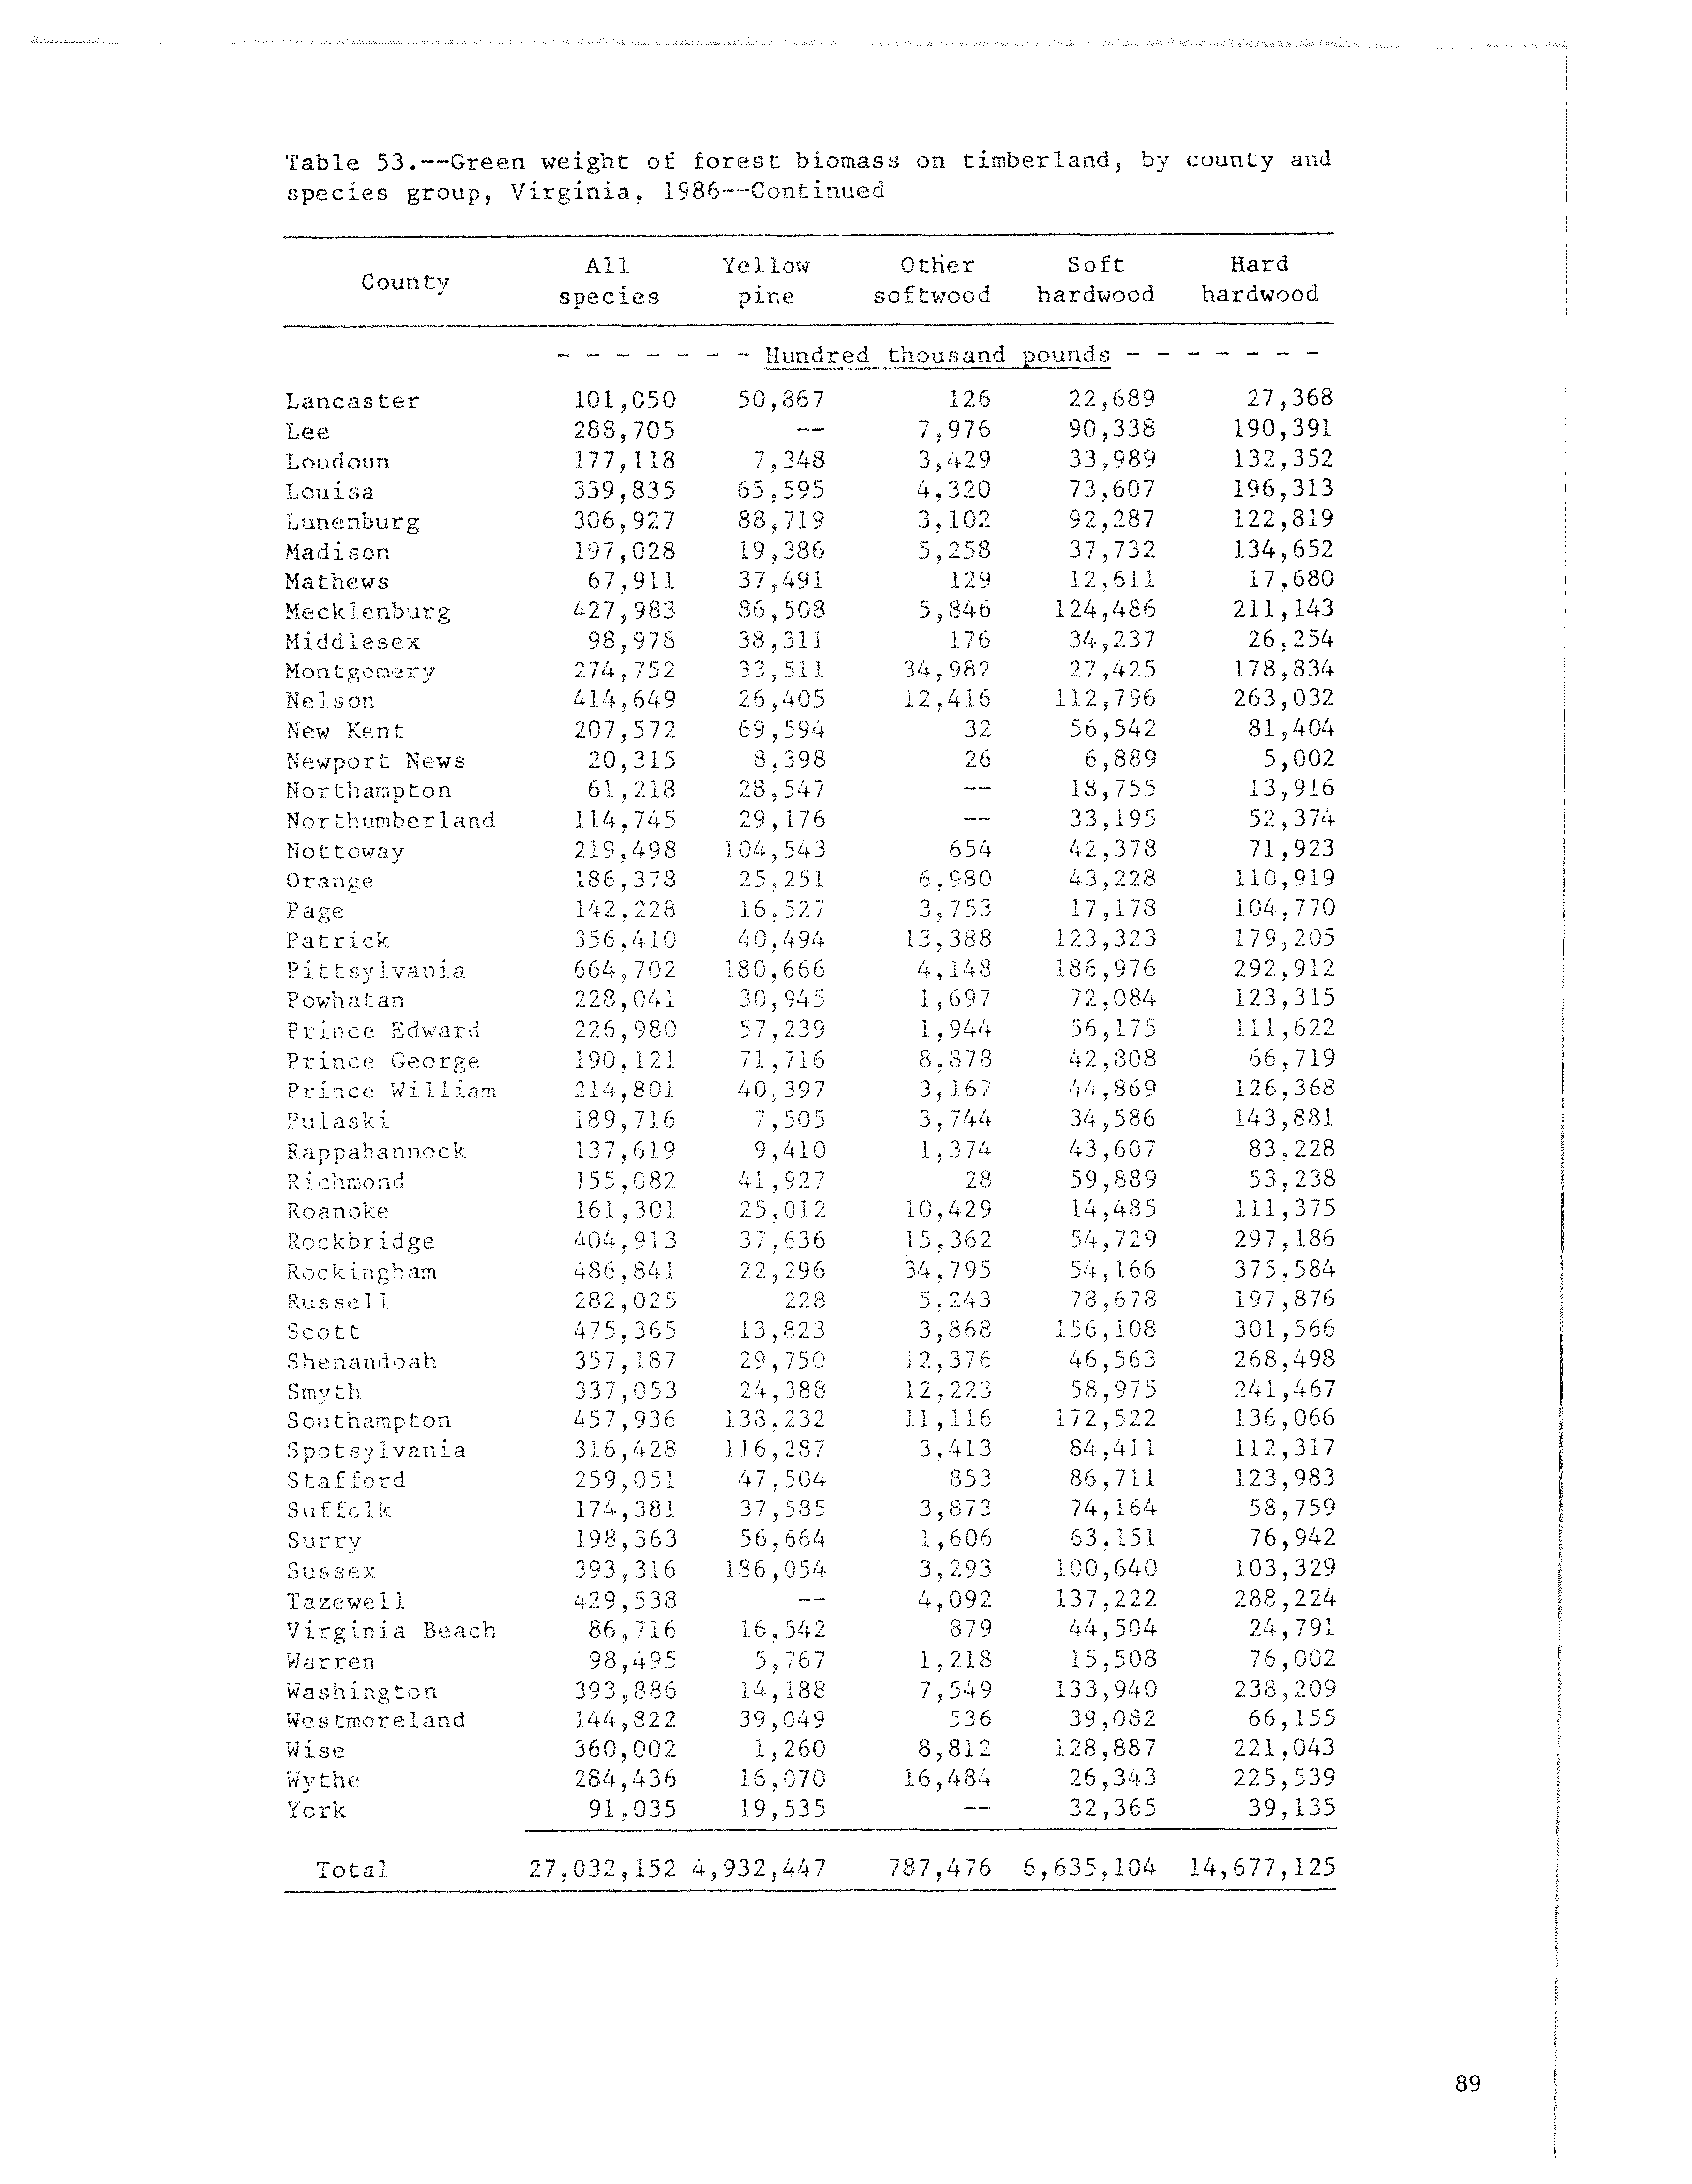 Table 53.--Green weight of forest biomass on timberland, by county and
species group, Virginia, 1986--Continued
County All species Yellow pine Other softwood Soft hardwood Hard hardwood
- - - - - - - Hundred thousand pounds - - - - - - -
Lancaster 101,050 50,867 126 22,689 27,368
Lee 288,705 -- 7,976 90,338 190,391
Loudoun 177,118 7,348 3,429 33,989 132,352
Louisa 339,835 65,595 4,320 73,607 196,313
Lunenburg 306,927 88,719 3,102 92,287 122,819
Madison 197,028 19,386 5,258 37,732 134,652
Mathews 67,911 37,491 129 12,611 17,680
Mecklenburg 427,983 86,508 5,846 124,486 211,143
Middlesex 98,978 38,311 176 34,237 26,254
Montgomery 274,752 33,511 34,982 27,425 178,834
Nelson 414,649 26,405 12,416 112,796 263,032
New Kent 207,572 69,594 32 56,542 81,404
Newport News 20,315 8,398 26 6,889 5,002
Northampton 61,218 28,547 -- 18,755 13,916
Northumberland 114,745 29,176 -- 33,195 52,374
Nottoway 219,498 104,543 654 42,378 71,923
Orange 186,378 25,251 6,980 43,228 110,919
Page 142,228 16,527 3,753 17,178 104,770
Patrick 356,410 40,494 13,388 123,323 179,205
Pittsylvania 664,702 180,666 4,148 186,976 292,912
Powhatan 228,041 30,945 1,697 72,084 123,315
Prince Edward 226,980 57,239 1,944 56,175 111,622
Prince George 190,121 71,716 8,878 42,808 66,719
Prince William 214,801 40,397 3,167 44,869 126,368
Pulaski 189,716 7,505 3,744 34,586 143,881
Rappahannock 137,619 9,410 1,374 43,607 83,228
Richmond 155,082 41,927 28 59,889 53,238
Roanoke 161,301 25,012 10,429 14,485 111,375
Rockbridge 404,913 37,636 15,362 54,729 297,186
Rockingham 486,841 22,296 34,795 54,166 375,584
Russell 282,025 228 5,243 78,678 197,876
Scott 475,365 13,823 3,868 156,108 301,566
Shenandoah 357,187 29,750 12,376 46,563 268,498
Smyth 337,053 24,388 12,223 58,975 241,467
Southampton 457,936 138,232 11,116 172,522 136,066
Spotsylvania 316,428 116,287 3,413 84,411 112,317
Stafford 259,051 47,504 853 86,711 123,983
Suffolk 174,381 37,585 3,873 74,164 58,759
Surry 198,363 56,664 1,606 63,151 76,942
Sussex 393,316 186,054 3,293 100,640 103,329
Tazewell 429,538 -- 4,092 137,222 288,224
Virginia Beach 86,716 16,542 879 44,504 24,791
Warren 98,495 5,767 1,218 15,508 76,002
Washington 393,886 14,188 7,549 133,940 238,209
Westmoreland 144,822 39,049 536 39,082 66,155
Wise 360,002 1,260 8,812 128,887 221,043
Wythe 284,436 16,070 16,484 26,343 225,539
York 91,035 19,535 -- 32,365 39,135
Total 27,032,152 4,932,447 787,476 6,635,104 14,677,125
89